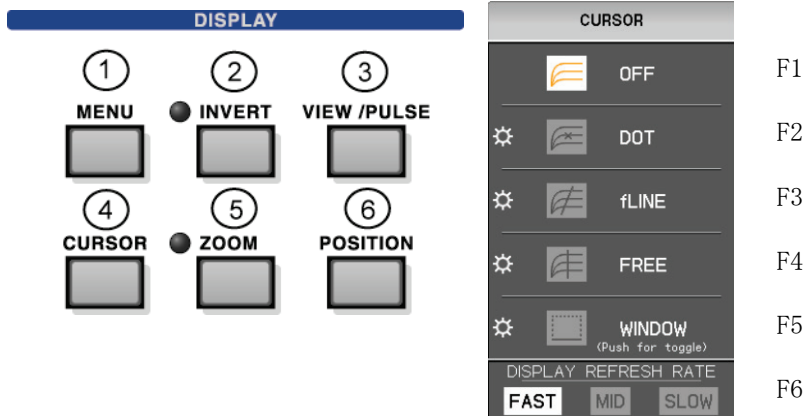 DISPLAY
1 2 3
MENU INVERT VIEW /PULSE
4 5 6
CURSOR ZOOM POSITION
CURSOR
OFF F1
DOT F2
fLINE F3
FREE F4
WINDOW F5
(Push for toggle)
DISPLAY REFRESH RATE
FAST MID SLOW F6